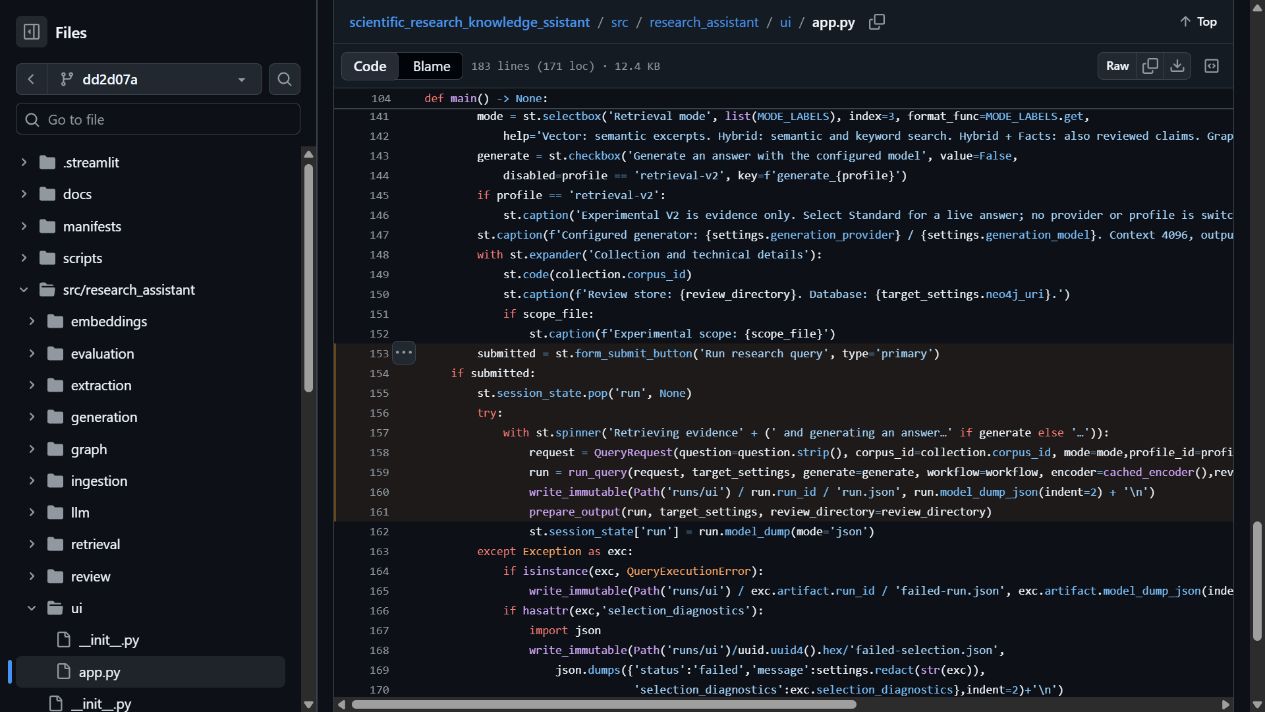 Files
dd2d07a
Go to file
.streamlit
docs
manifests
scripts
src/research_assistant
embeddings
evaluation
extraction
generation
graph
ingestion
llm
retrieval
review
ui
__init__.py
app.py
__init__.py
scientific_research_knowledge_ssistant / src / research_assistant / ui / app.py
Top
Code Blame 183 lines (171 loc) · 12.4 KB
Raw
104 def main() -> None:
141 mode = st.selectbox('Retrieval mode', list(MODE_LABELS), index=3, format_func=MODE_LABELS.get,
142 help='Vector: semantic excerpts. Hybrid: semantic and keyword search. Hybrid + Facts: also reviewed claims. Grap
143 generate = st.checkbox('Generate an answer with the configured model', value=False,
144 disabled=profile == 'retrieval-v2', key=f'generate_{profile}')
145 if profile == 'retrieval-v2':
146 st.caption('Experimental V2 is evidence only. Select Standard for a live answer; no provider or profile is switc
147 st.caption(f'Configured generator: {settings.generation_provider} / {settings.generation_model}. Context 4096, outpu
148 with st.expander('Collection and technical details'):
149 st.code(collection.corpus_id)
150 st.caption(f'Review store: {review_directory}. Database: {target_settings.neo4j_uri}.')
151 if scope_file:
152 st.caption(f'Experimental scope: {scope_file}')
153 submitted = st.form_submit_button('Run research query', type='primary')
154 if submitted:
155 st.session_state.pop('run', None)
156 try:
157 with st.spinner('Retrieving evidence' + (' and generating an answer…' if generate else '…')):
158 request = QueryRequest(question=question.strip(), corpus_id=collection.corpus_id, mode=mode,profile_id=profi
159 run = run_query(request, target_settings, generate=generate, workflow=workflow, encoder=cached_encoder(),rev
160 write_immutable(Path('runs/ui') / run.run_id / 'run.json', run.model_dump_json(indent=2) + '\n')
161 prepare_output(run, target_settings, review_directory=review_directory)
162 st.session_state['run'] = run.model_dump(mode='json')
163 except Exception as exc:
164 if isinstance(exc, QueryExecutionError):
165 write_immutable(Path('runs/ui') / exc.artifact.run_id / 'failed-run.json', exc.artifact.model_dump_json(inde
166 if hasattr(exc,'selection_diagnostics'):
167 import json
168 write_immutable(Path('runs/ui')/uuid.uuid4().hex/'failed-selection.json',
169 json.dumps({'status':'failed','message':settings.redact(str(exc)),
170 'selection_diagnostics':exc.selection_diagnostics},indent=2)+'\n')